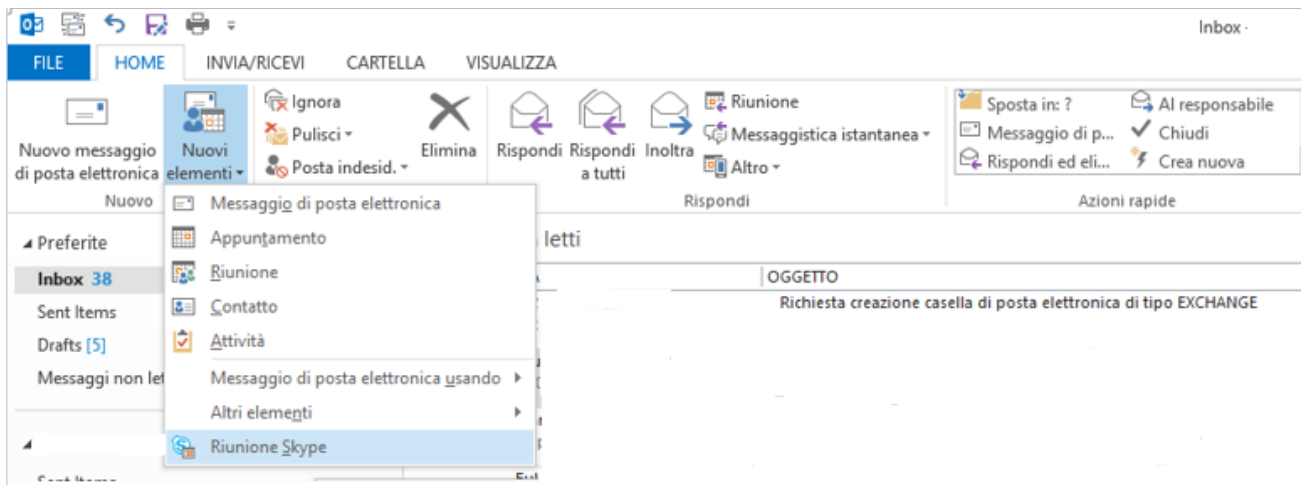 Inbox ·
FILE HOME INVIA/RICEVI CARTELLA VISUALIZZA
Nuovo messaggio
di posta elettronica
Nuovi
elementi
Ignora
Pulisci
Posta indesid.
Elimina
Rispondi
Rispondi
a tutti
Inoltra
Riunione
Messaggistica istantanea
Altro
Sposta in: ?
Messaggio di p...
Rispondi ed eli...
Al responsabile
Chiudi
Crea nuova
Nuovo
Rispondi
Azioni rapide
Messaggio di posta elettronica
Appuntamento
Riunione
Contatto
Attività
Messaggio di posta elettronica usando
Altri elementi
Riunione Skype
Preferite
Inbox 38
Sent Items
Drafts [5]
Messaggi non let
Sent Items
letti
OGGETTO
Richiesta creazione casella di posta elettronica di tipo EXCHANGE